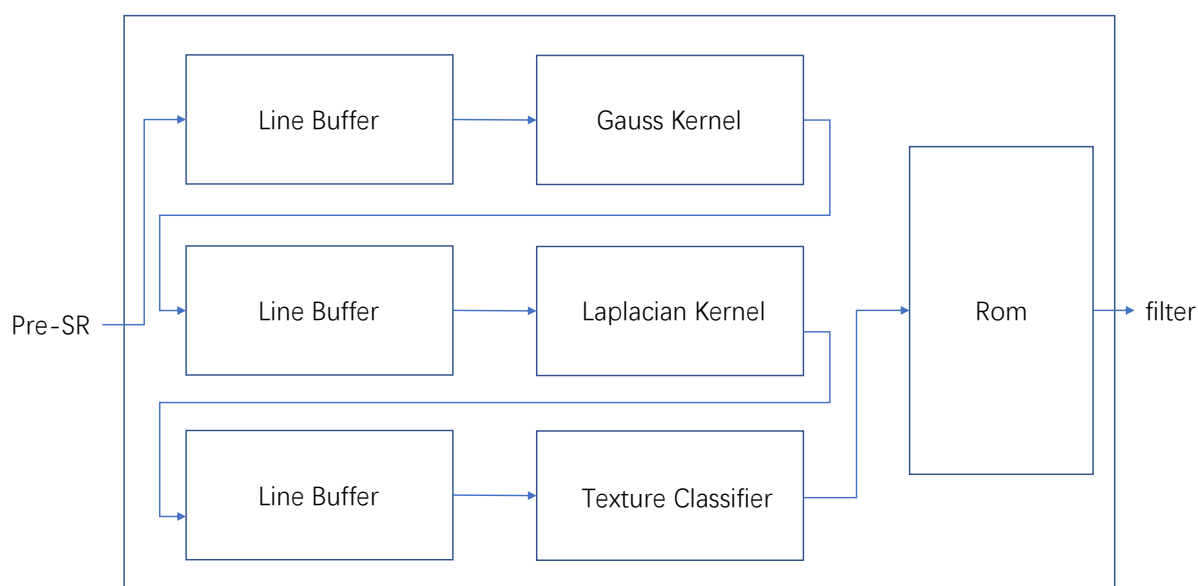 Line Buffer
Gauss Kernel
Line Buffer
Laplacian Kernel
Pre-SR
Rom
filter
Line Buffer
Texture Classifier